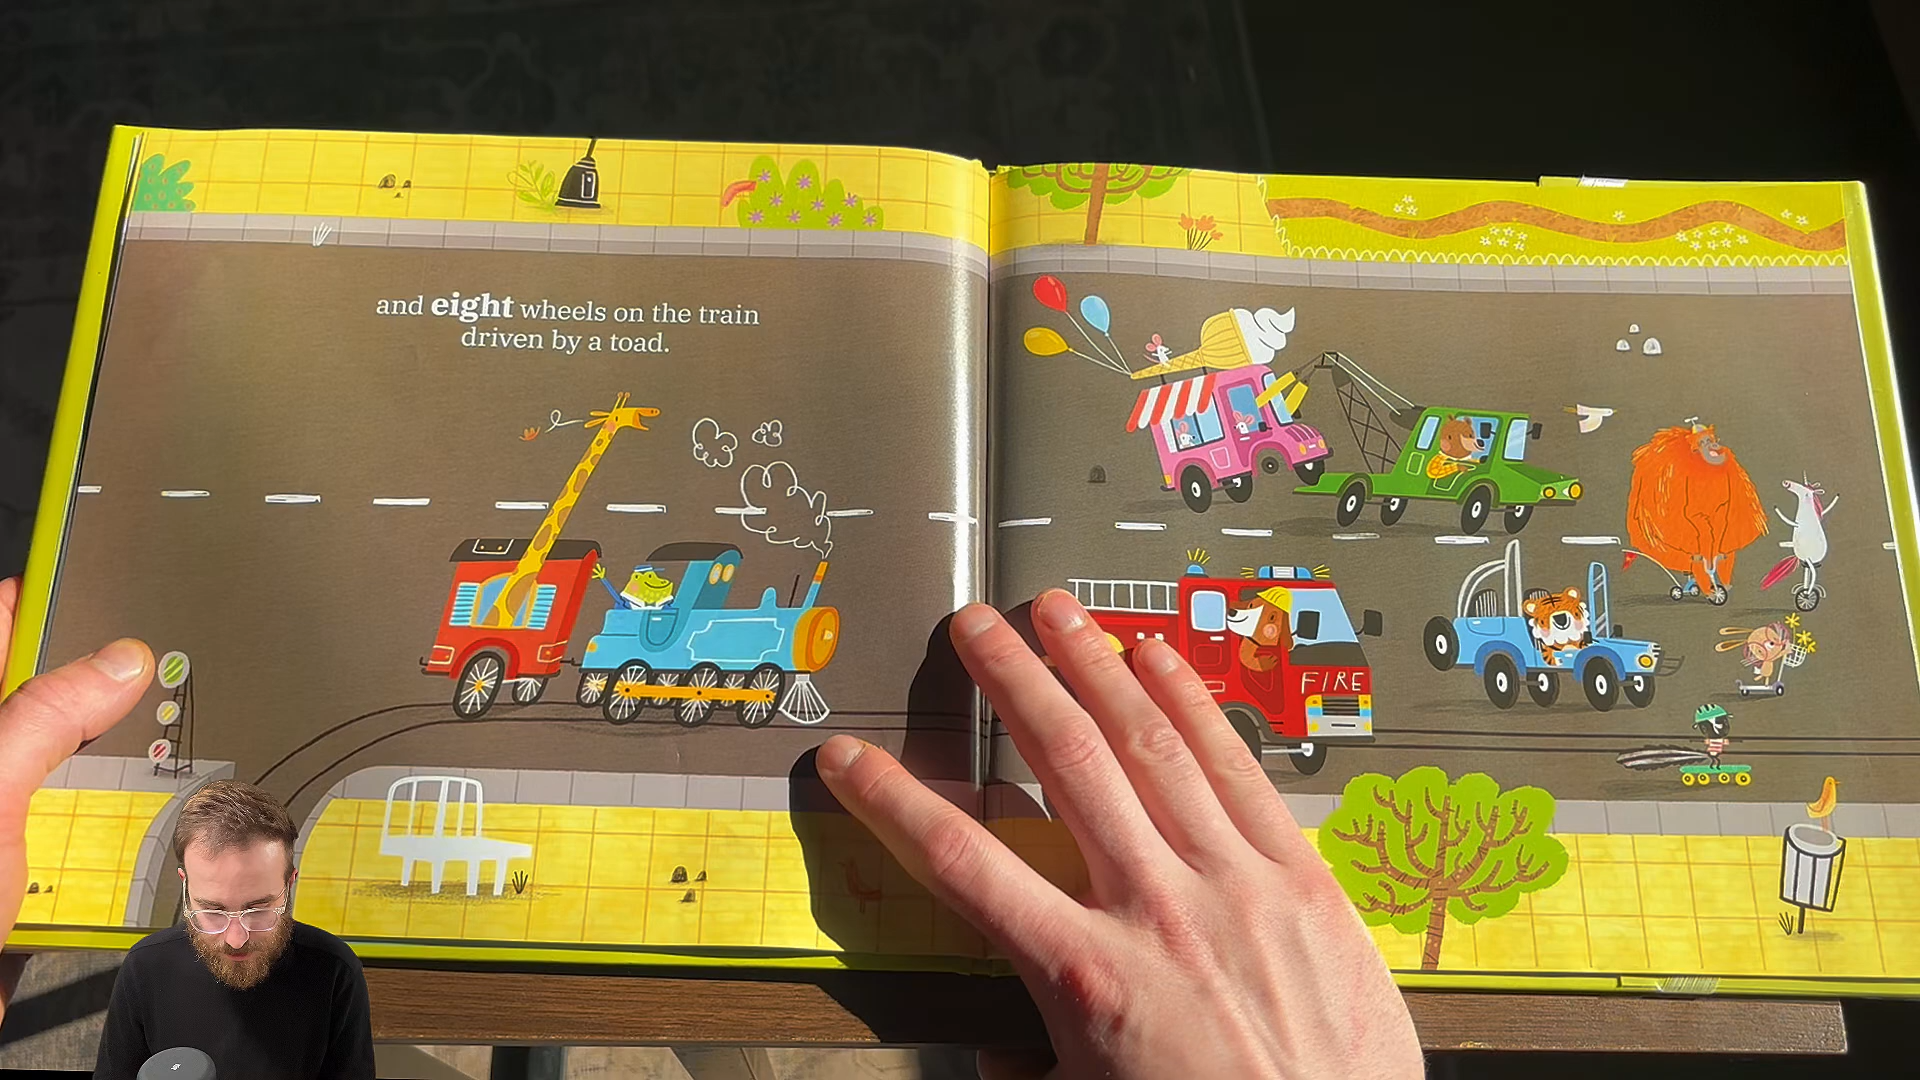 and eight wheels on the train
driven by a toad.
FIRE